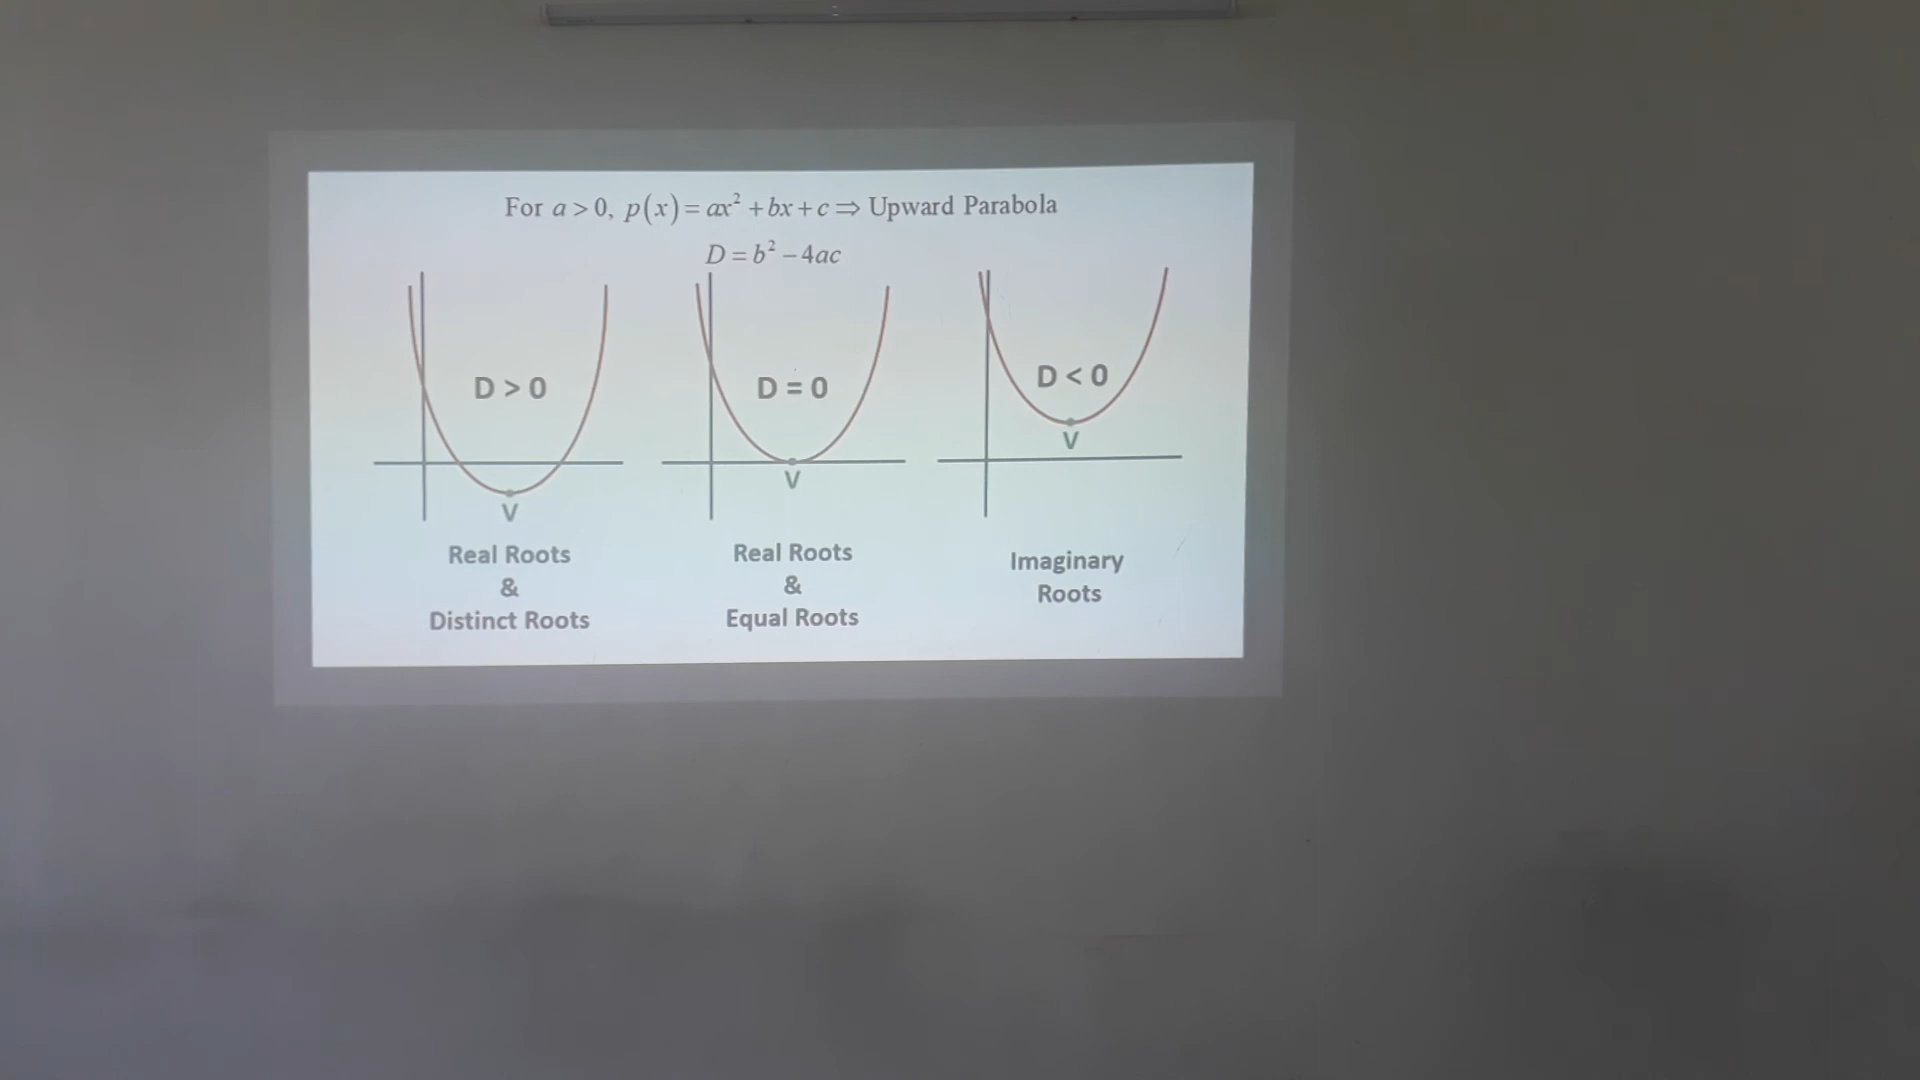 For a > 0, p(x) = ax² + bx + c ⇒ Upward Parabola
D = b² – 4ac
D > 0
D = 0
D < 0
V
V
V
Real Roots
&
Distinct Roots
Real Roots
&
Equal Roots
Imaginary
Roots